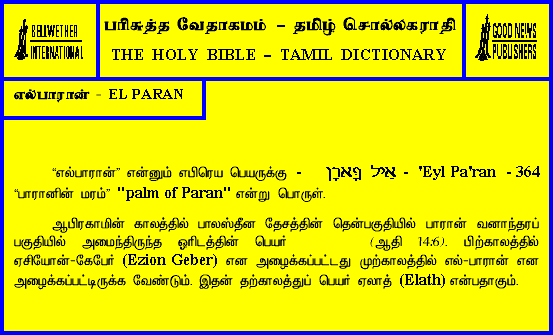 BELLWETHER
INTERNATIONAL
பரிசுத்த வேதாகமம் – தமிழ் சொல்லகராதி
THE HOLY BIBLE – TAMIL DICTIONARY
GOOD NEWS
PUBLISHERS
எல்பாரான் - EL PARAN
“எல்பாரான்” என்னும் எபிரெய பெயருக்கு - אֵיל פָּארָן - 'Eyl Pa'ran - 364
“பாரானின் மரம்” "palm of Paran" என்று பொருள்.
ஆபிரகாமின் காலத்தில் பாலஸ்தீன தேசத்தின் தென்பகுதியில் பாரான் வனாந்தரப்
பகுதியில் அமைந்திருந்த ஒரிடத்தின் பெயர் (ஆதி 14:6). பிற்காலத்தில்
ஏசியோன்-கேபேர் (Ezion Geber) என அழைக்கப்பட்டது முற்காலத்தில் எல்-பாரான் என
அழைக்கப்பட்டிருக்க வேண்டும். இதன் தற்காலத்துப் பெயர் ஏலாத் (Elath) என்பதாகும்.